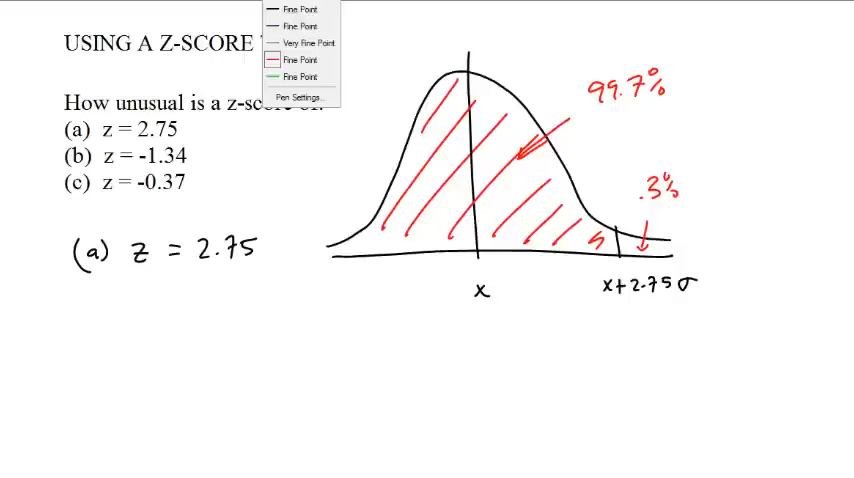 Fine Point
Fine Point
Very Fine Point
Fine Point
Fine Point
Pen Settings...
USING A Z-SCORE
How unusual is a z-score of:
(a) z = 2.75
(b) z = -1.34
(c) z = -0.37
(a) z = 2.75
99.7%
.3%
x
x+2.75σ